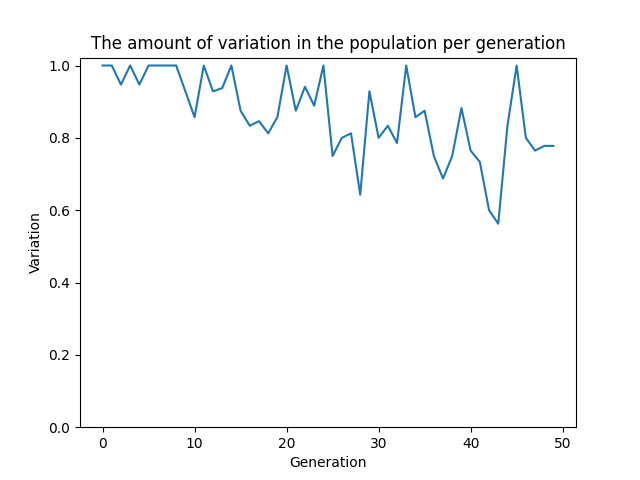 The amount of variation in the population per generation
1.0
0.8
0.6
0.4
0.2
0.0
Variation
0 10 20 30 40 50
Generation